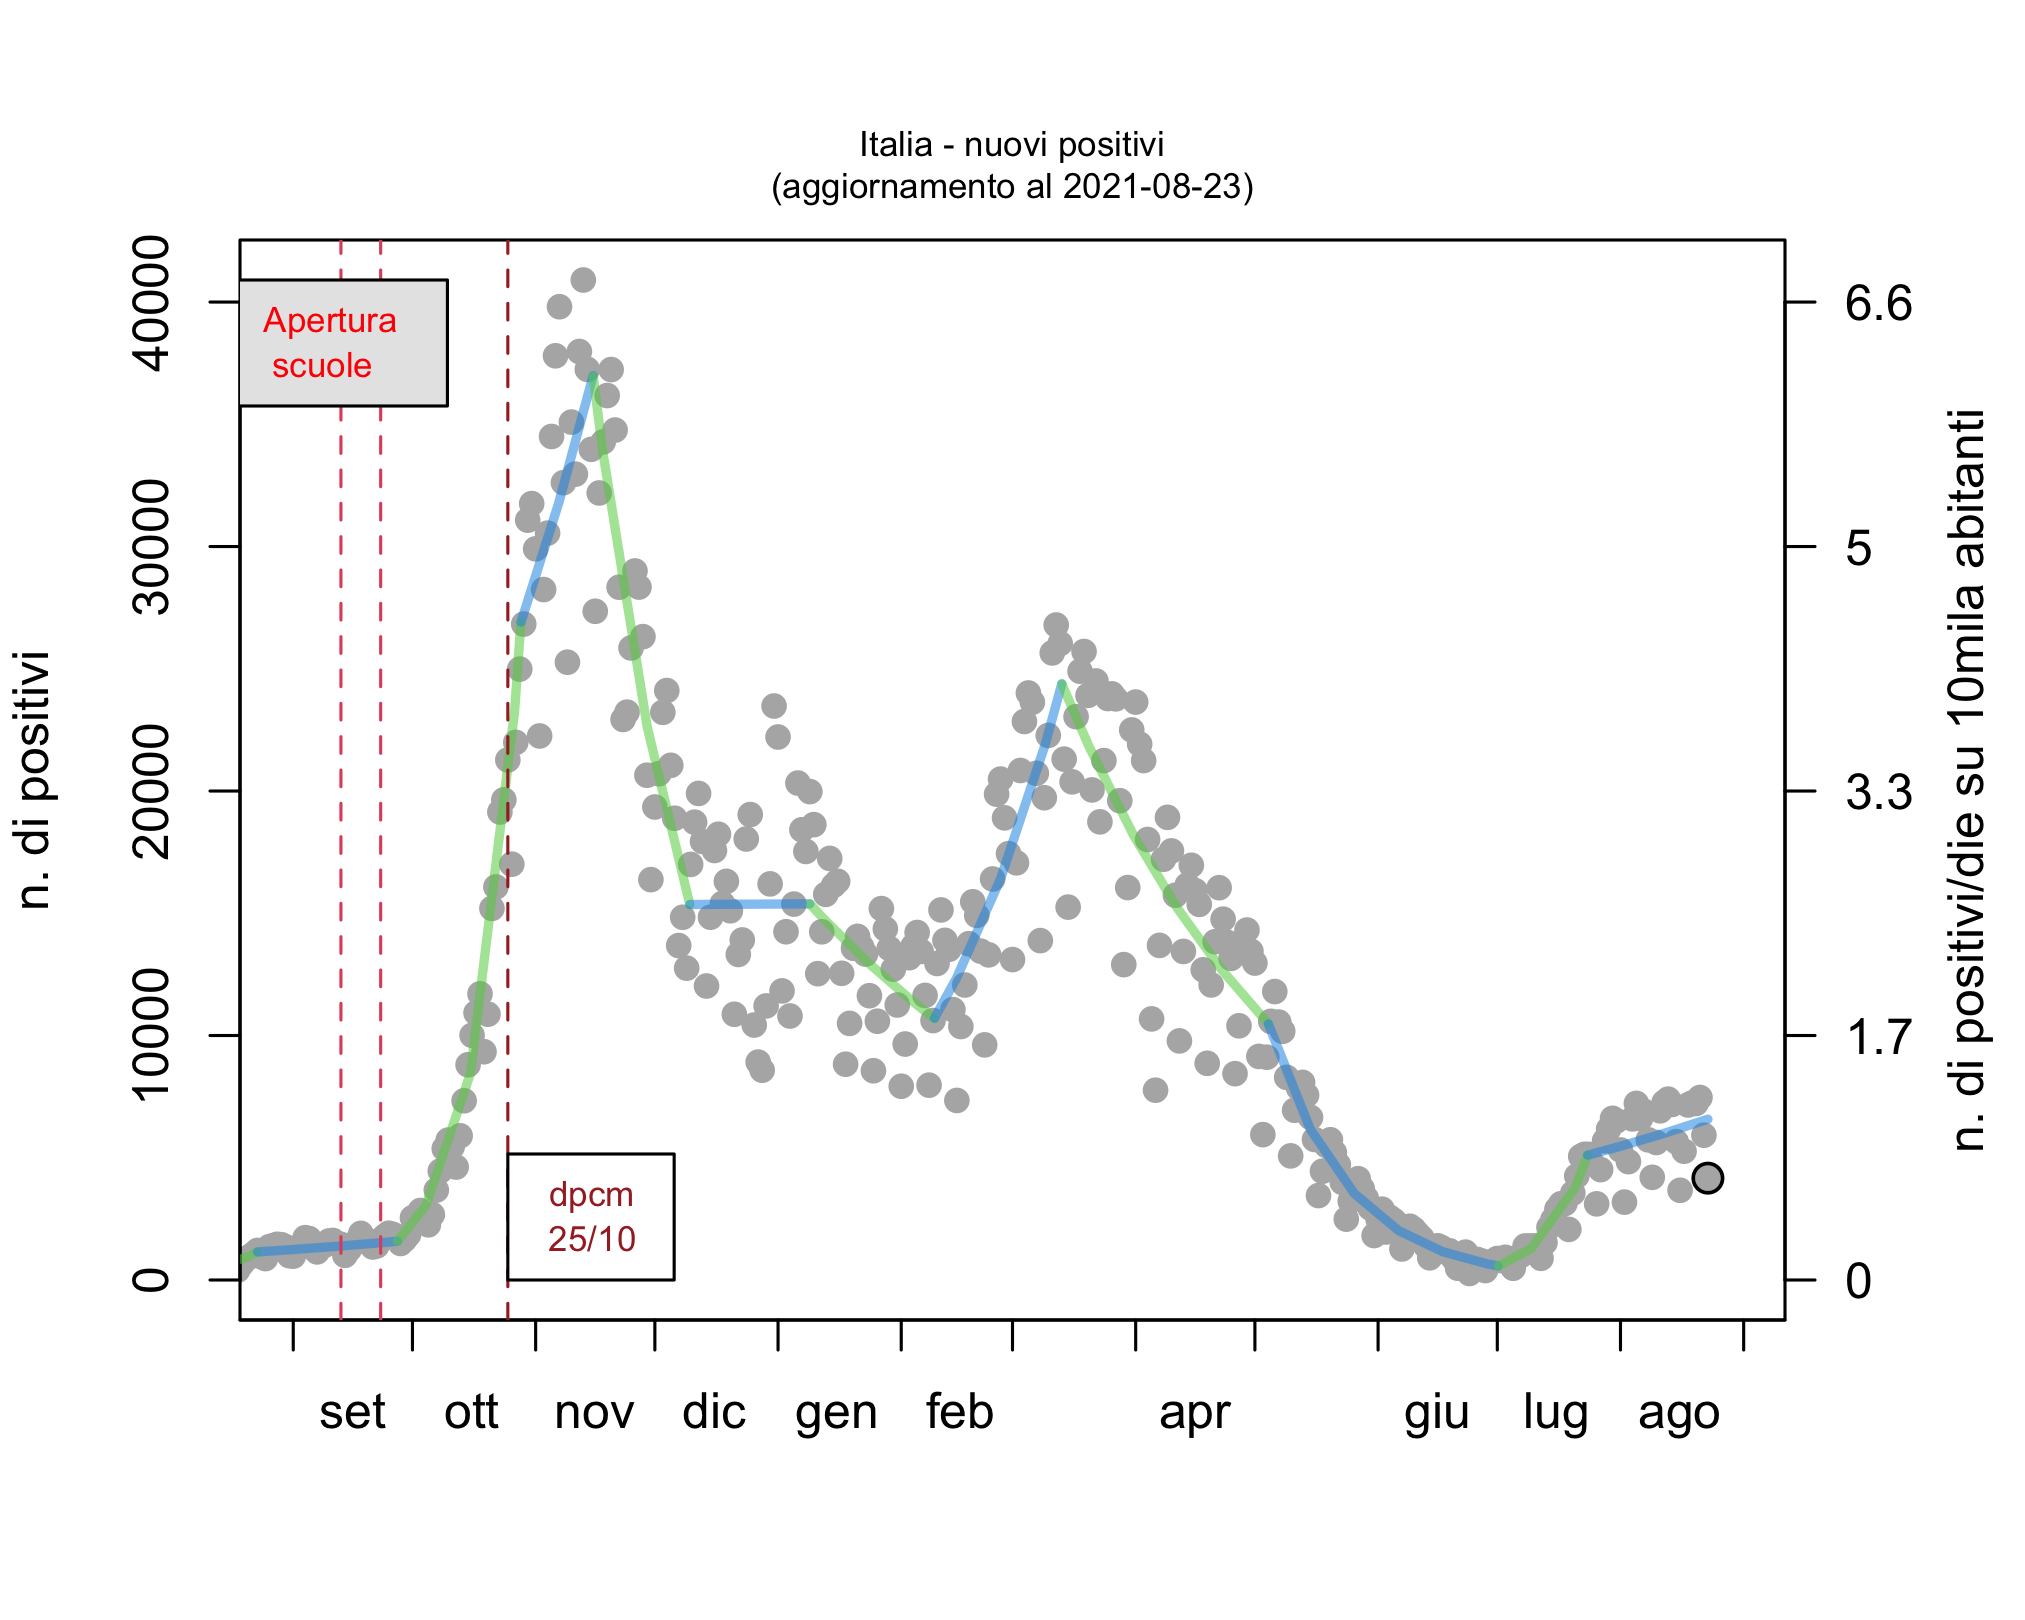 Italia - nuovi positivi
(aggiornamento al 2021-08-23)
n. di positivi
40000
30000
20000
10000
0
Apertura
scuole
dpcm
25/10
6.6
5
3.3
1.7
0
n. di positivi/die su 10mila abitanti
set ott nov dic gen feb apr giu lug ago